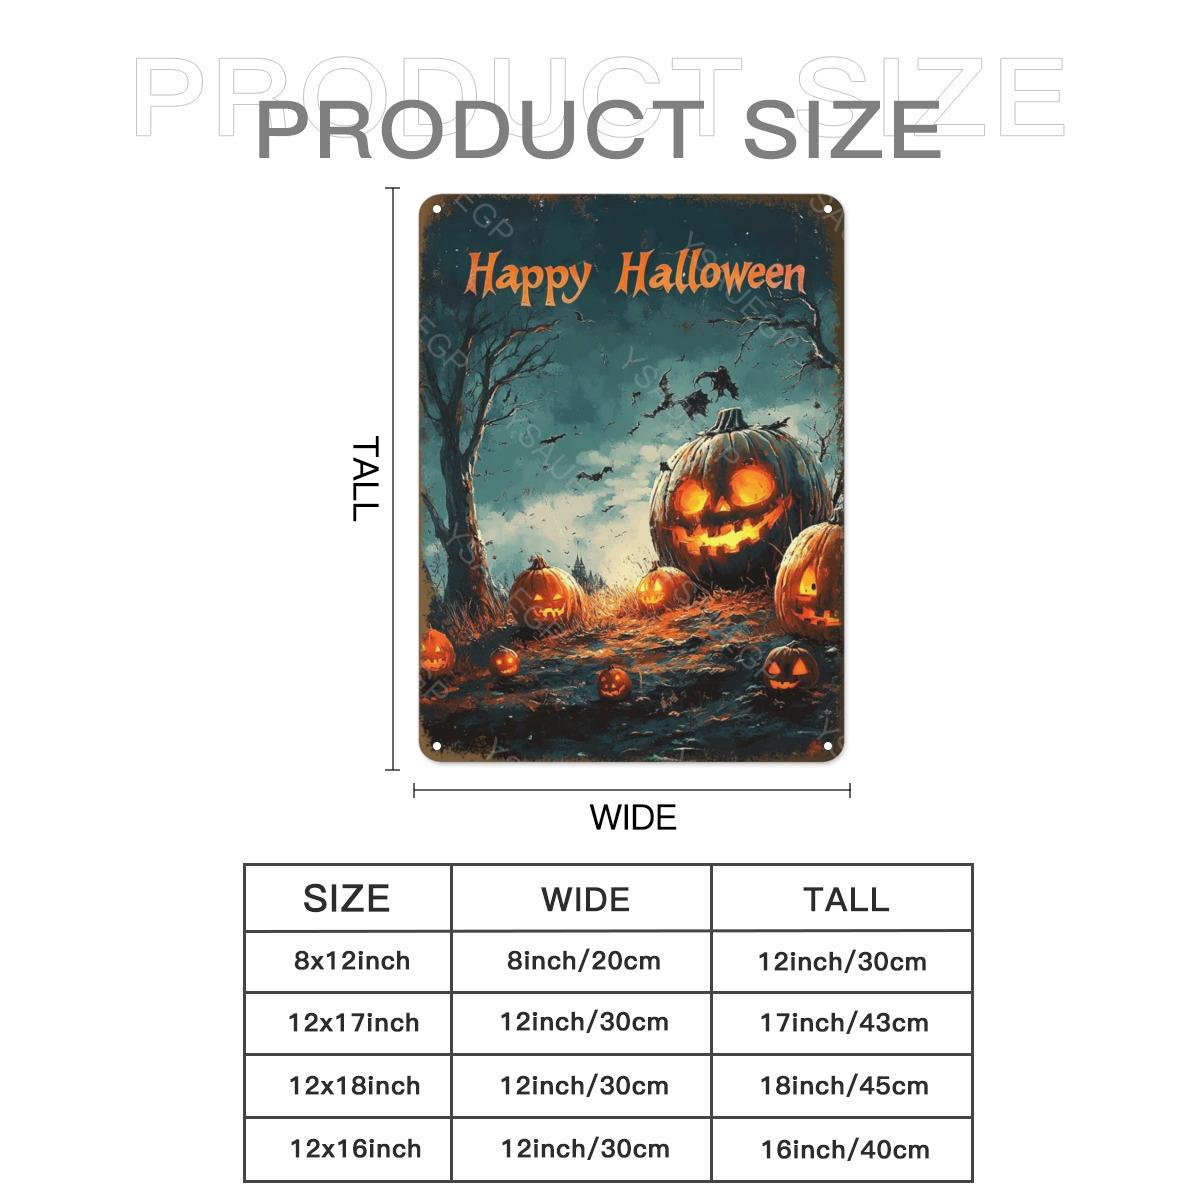 PRODUCT SIZE
PRODUCT SIZE
Happy Halloween
TALL
WIDE
SIZE WIDE TALL
8x12inch 8inch/20cm 12inch/30cm
12x17inch 12inch/30cm 17inch/43cm
12x18inch 12inch/30cm 18inch/45cm
12x16inch 12inch/30cm 16inch/40cm
YSAUEGP